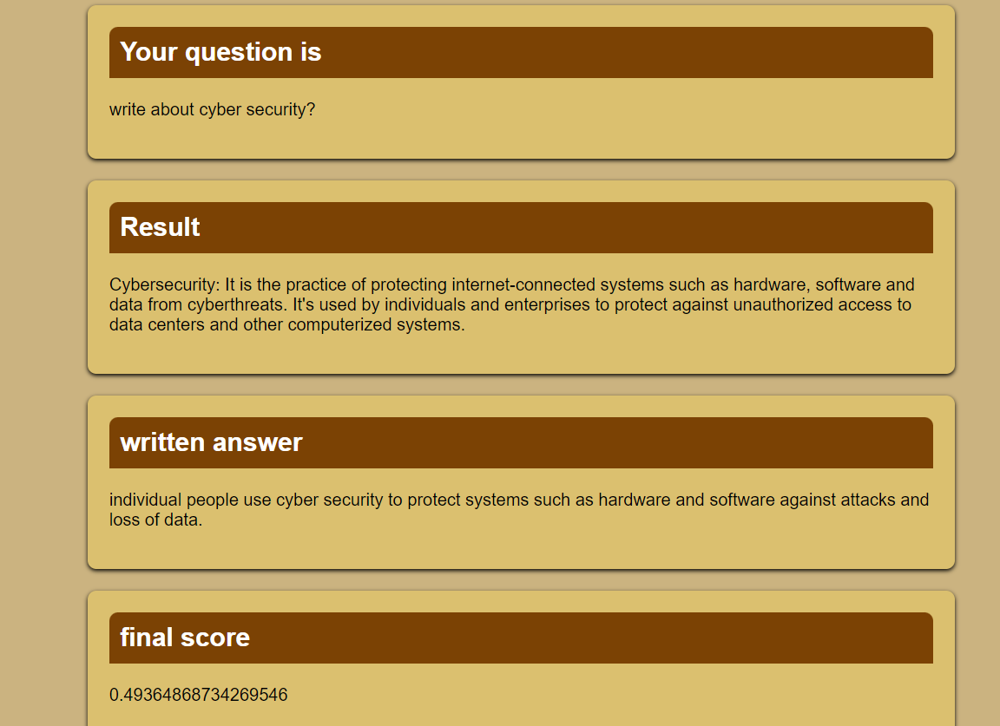 Your question is
write about cyber security?
Result
Cybersecurity: It is the practice of protecting internet-connected systems such as hardware, software and
data from cyberthreats. It's used by individuals and enterprises to protect against unauthorized access to
data centers and other computerized systems.
written answer
individual people use cyber security to protect systems such as hardware and software against attacks and
loss of data.
final score
0.49364868734269546